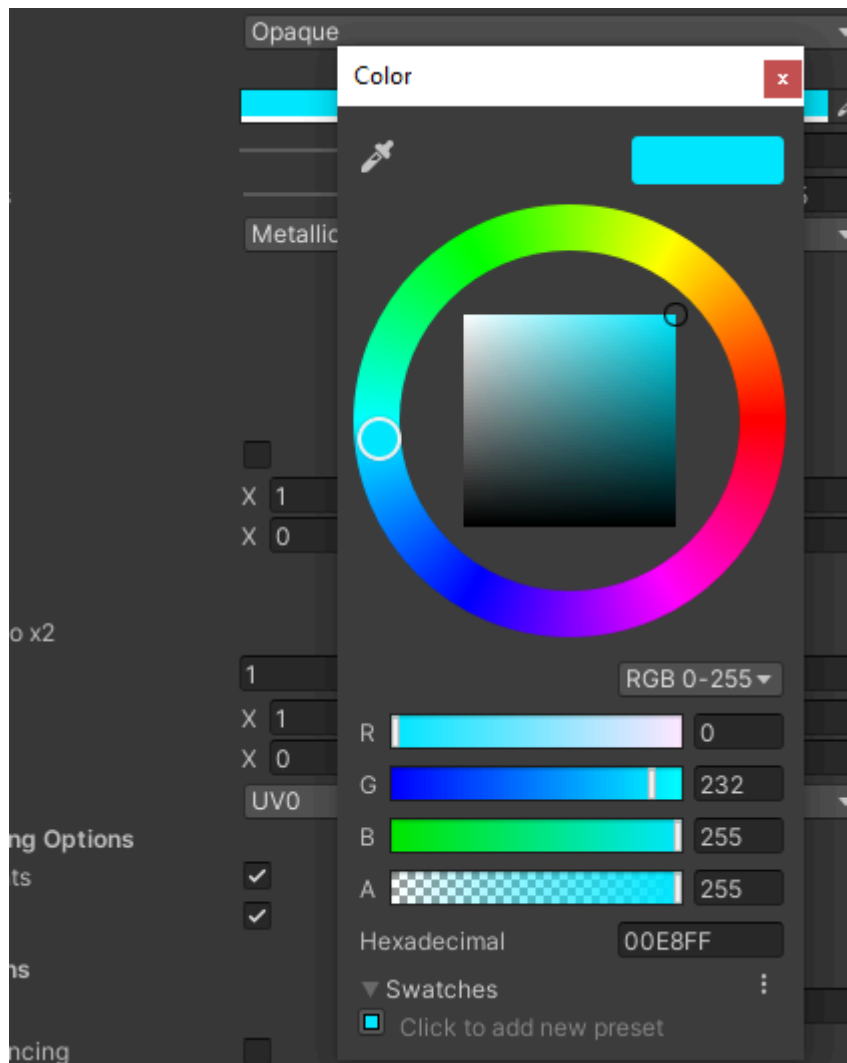 Opaque
Color
x
Metallic
X 1
X 0
o x2
1
RGB 0-255
X 1
R 0
X 0
G 232
UV0
B 255
ng Options
ts
A 255
Hexadecimal 00E8FF
ns
Swatches
Click to add new preset
ncing